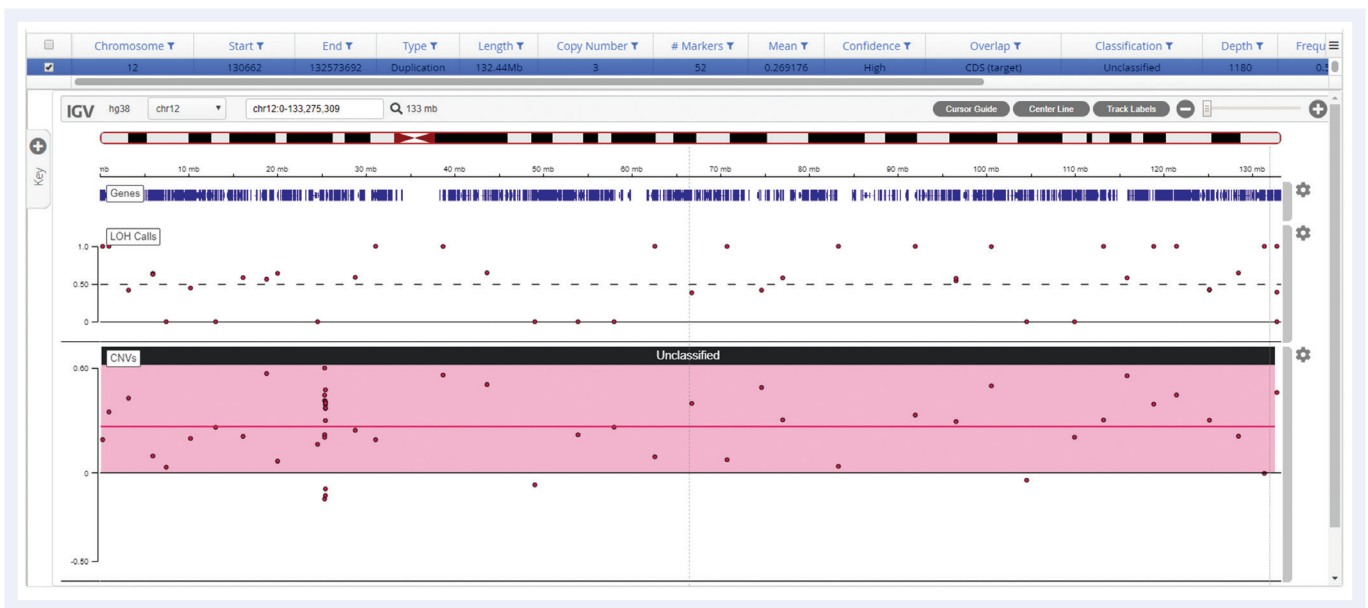 Chromosome Start End Type Length Copy Number # Markers Mean Confidence Overlap Classification Depth Frequ
12 130662 132573692 Duplication 132.44Mb 3 52 0.269176 High CDS (target) Unclassified 1180 0.5
IGV hg38 chr12 chr12:0-133,275,309 133 mb Cursor Guide Center Line Track Labels
Key
mb 10 mb 20 mb 30 mb 40 mb 50 mb 60 mb 70 mb 80 mb 90 mb 100 mb 110 mb 120 mb 130 mb
Genes
LOH Calls
1.0
0.50
0
CNVs Unclassified
0.60
0
-0.50